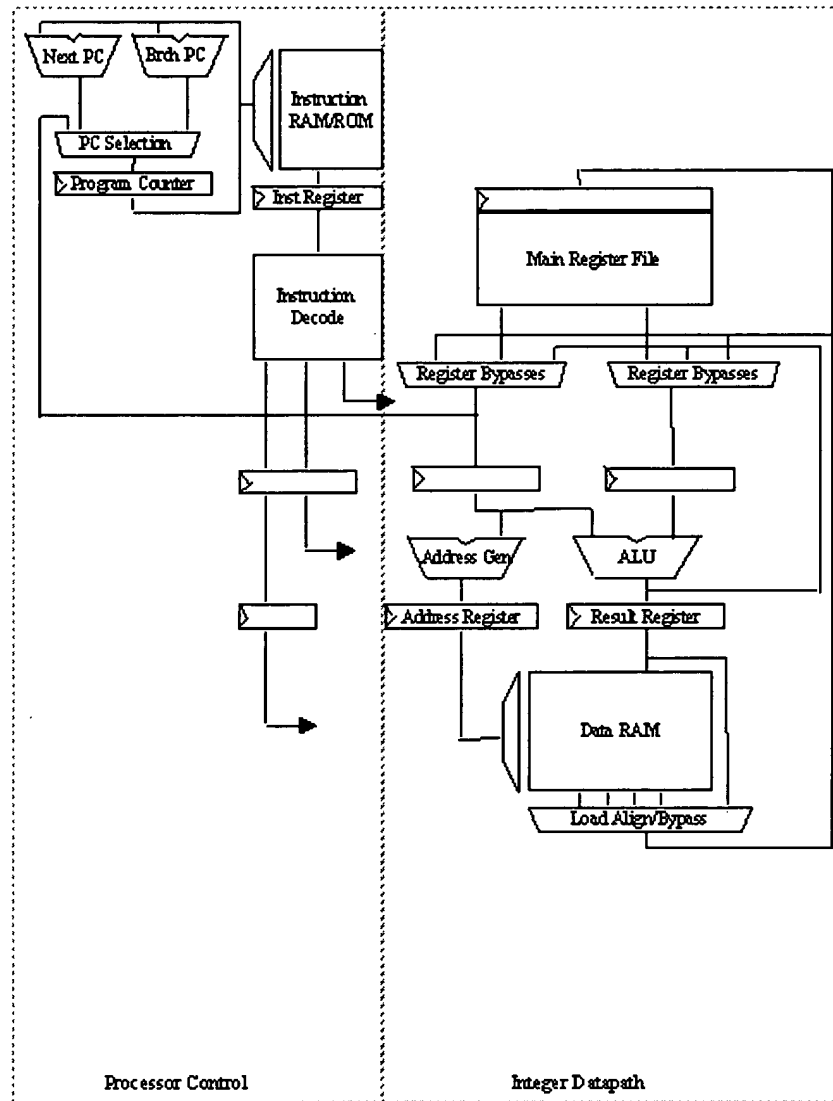 Next PC
Brch PC
Instruction
RAM/ROM
PC Selection
Program Counter
Inst Register
Main Register File
Instruction
Decode
Register Bypasses
Register Bypasses
Address Gen
ALU
Address Register
Result Register
Data RAM
Load Align/Bypass
Processor Control
Integer Datapath